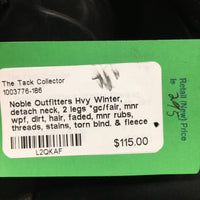 The Tack Collector
1003776-186
Noble Outfitters Hvy Winter,
detach neck, 2 legs *gc/fair, mnr
wpf, dirt, hair, faded, mnr rubs,
threads, stains, torn bind. & fleece
L2QKAF
$115.00
Retail (New) Price
is 295